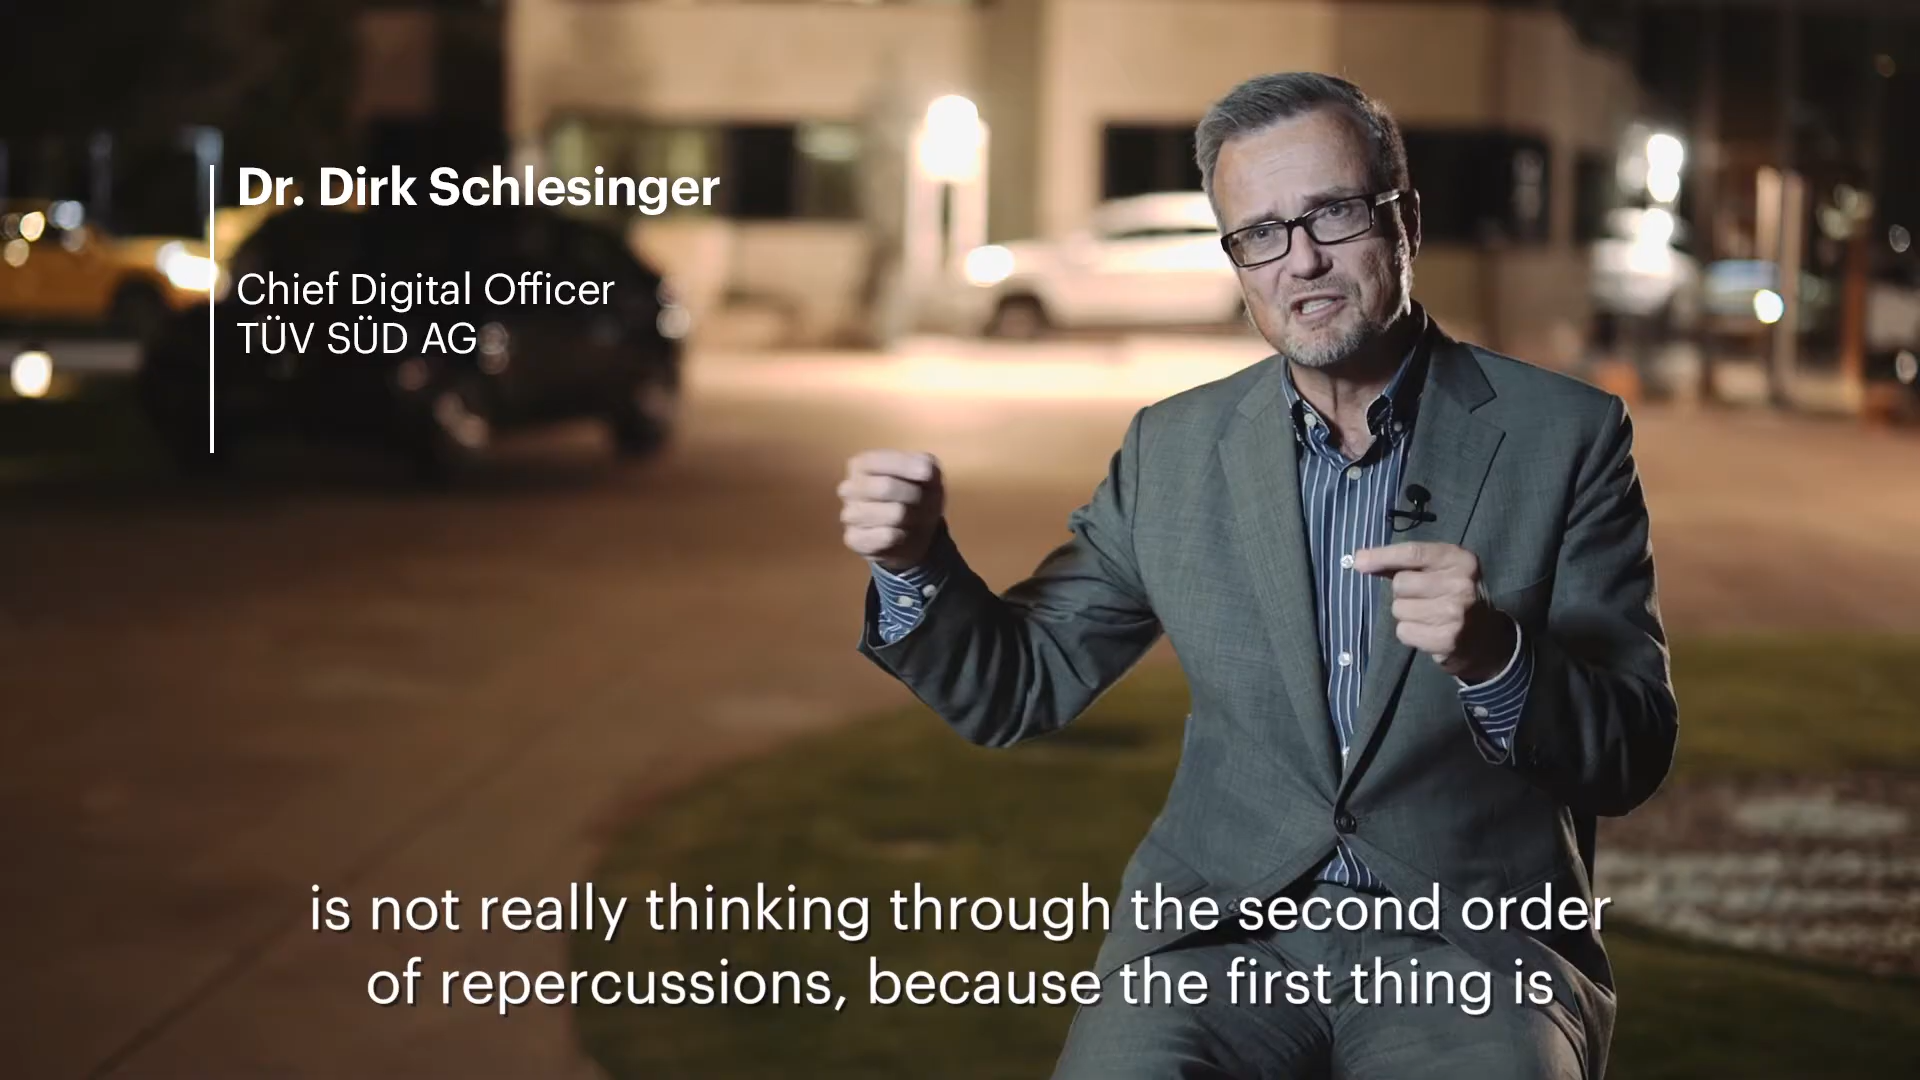 Dr. Dirk Schlesinger
Chief Digital Officer
TÜV SÜD AG
is not really thinking through the second order
of repercussions, because the first thing is